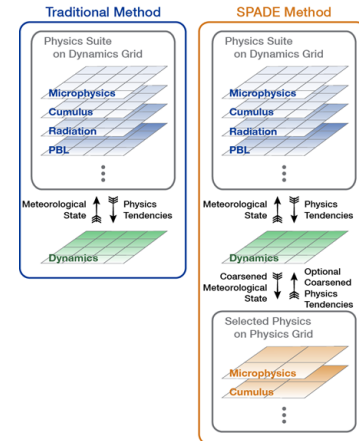 Traditional Method
Physics Suite
on Dynamics Grid
Microphysics
Cumulus
Radiation
PBL
Meteorological
State
Physics
Tendencies
Dynamics
SPADE Method
Physics Suite
on Dynamics Grid
Microphysics
Cumulus
Radiation
PBL
Meteorological
State
Physics
Tendencies
Dynamics
Coarsened
Meteorological
State
Optional
Coarsened
Physics
Tendencies
Selected Physics
on Physics Grid
Microphysics
Cumulus